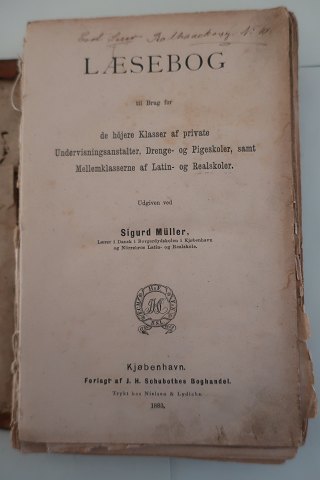 LÆSEBOG
til Brug for
de højere Klasser af private
Undervisningsanstalter, Drenge- og Pigeskoler, samt
Mellemklasserne af Latin- og Realskoler.
Udgiven ved
Sigurd Müller,
Lærer i Dansk i Borgerdydskolen i Kjøbenhavn
og Nørrebros Latin- og Realskole.
Kjøbenhavn.
Forlagt af J. H. Schubothes Boghandel.
Trykt hos Nielsen & Lydiche
1883.